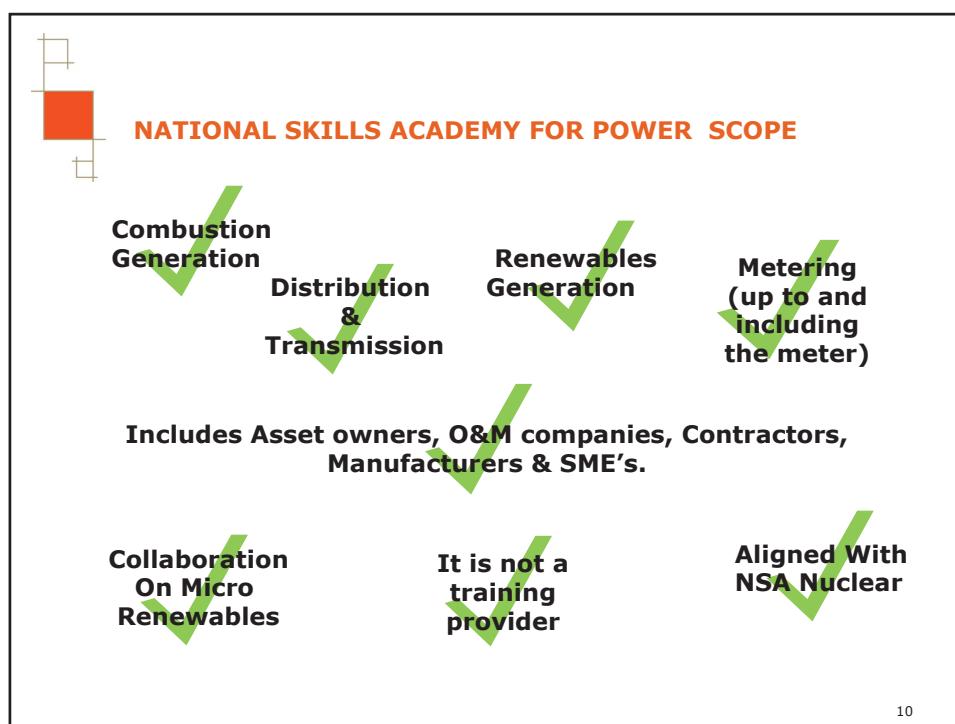 NATIONAL SKILLS ACADEMY FOR POWER  SCOPE
Combustion
Generation
Distribution
&
Transmission
Renewables
Generation
Metering
(up to and
including
the meter)
Includes Asset owners, O&M companies, Contractors,
Manufacturers & SME’s.
Collaboration
On Micro
Renewables
It is not a
training
provider
Aligned With
NSA Nuclear
10